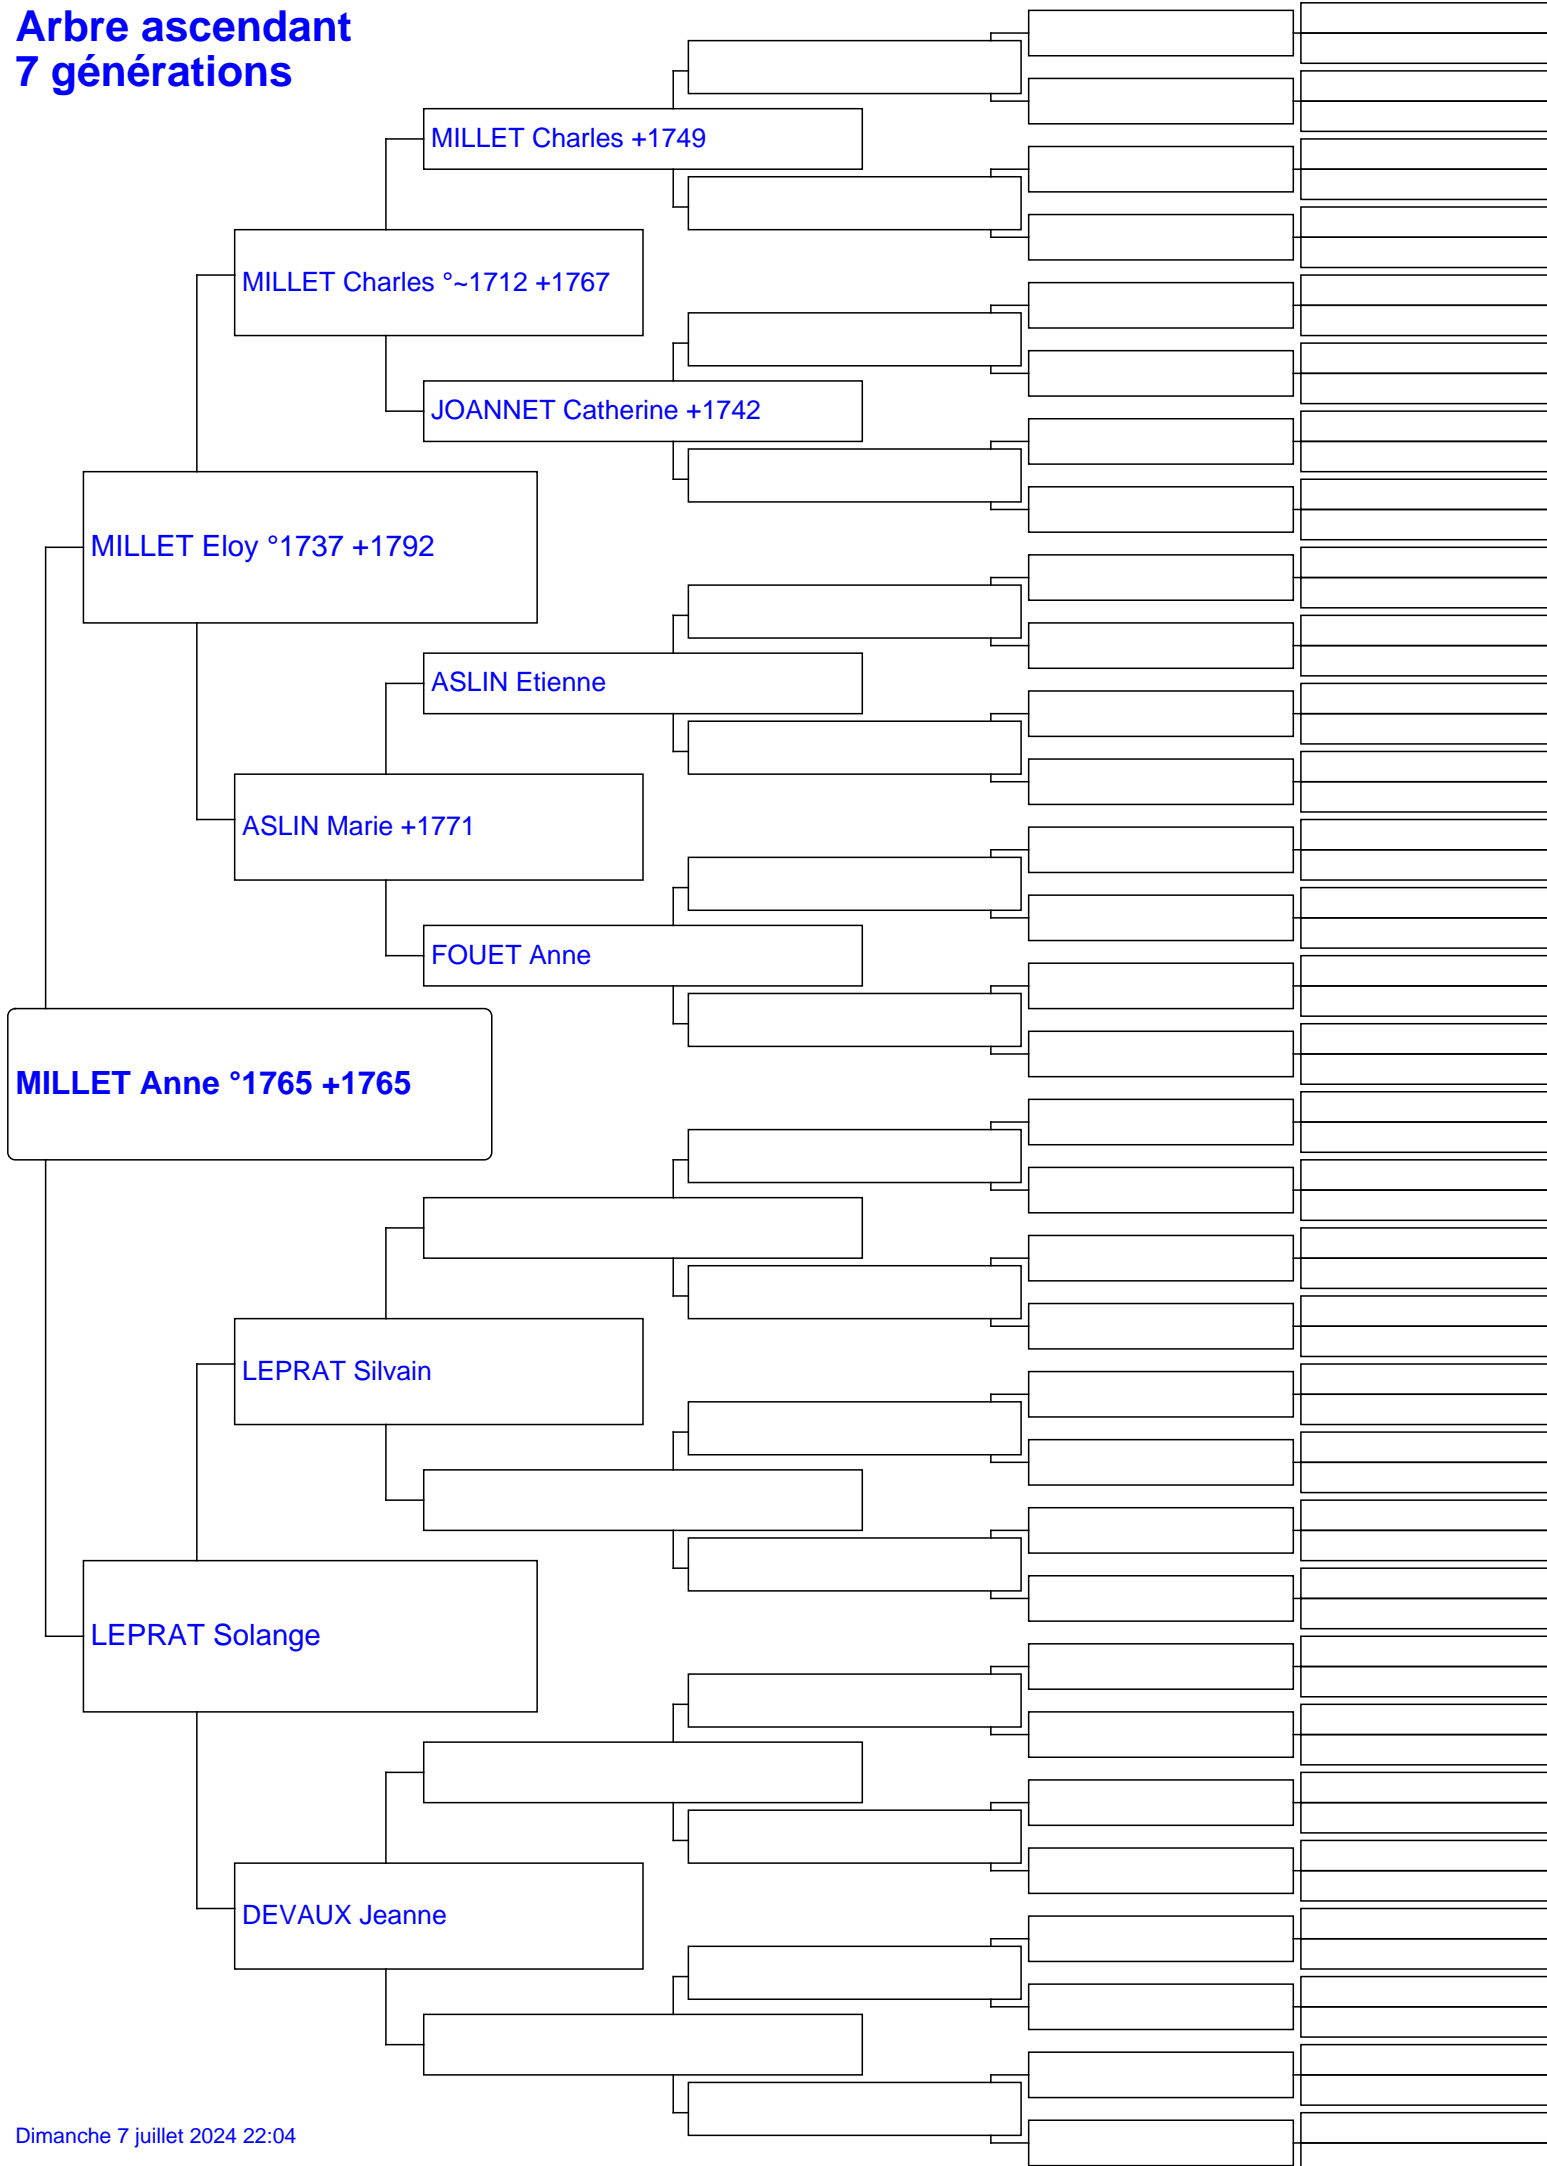 Arbre ascendant
7 générations
MILLET Charles +1749
MILLET Charles °~1712 +1767
JOANNET Catherine +1742
MILLET Eloy °1737 +1792
ASLIN Etienne
ASLIN Marie +1771
FOUET Anne
MILLET Anne °1765 +1765
LEPRAT Silvain
LEPRAT Solange
DEVAUX Jeanne
Dimanche 7 juillet 2024 22:04